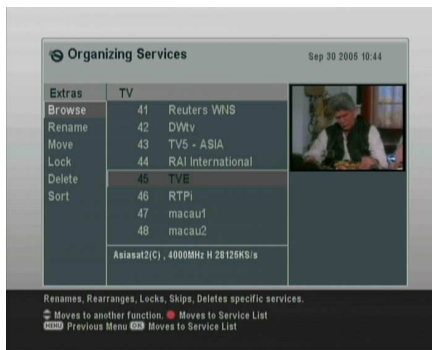 Organizing Services
Sep 30 2005 10:44
Extras TV
Browse 41 Reuters WNS
Rename 42 DWtv
Move 43 TV5 - ASIA
Lock 44 RAI International
Delete 45 TVE
Sort 46 RTPi
47 macau1
48 macau2
Asiasat2(C) , 4000MHz H 28125KS/s
Renames, Rearranges, Locks, Skips, Deletes specific services.
Moves to another function. Moves to Service List
MENU Previous Menu OK Moves to Service List